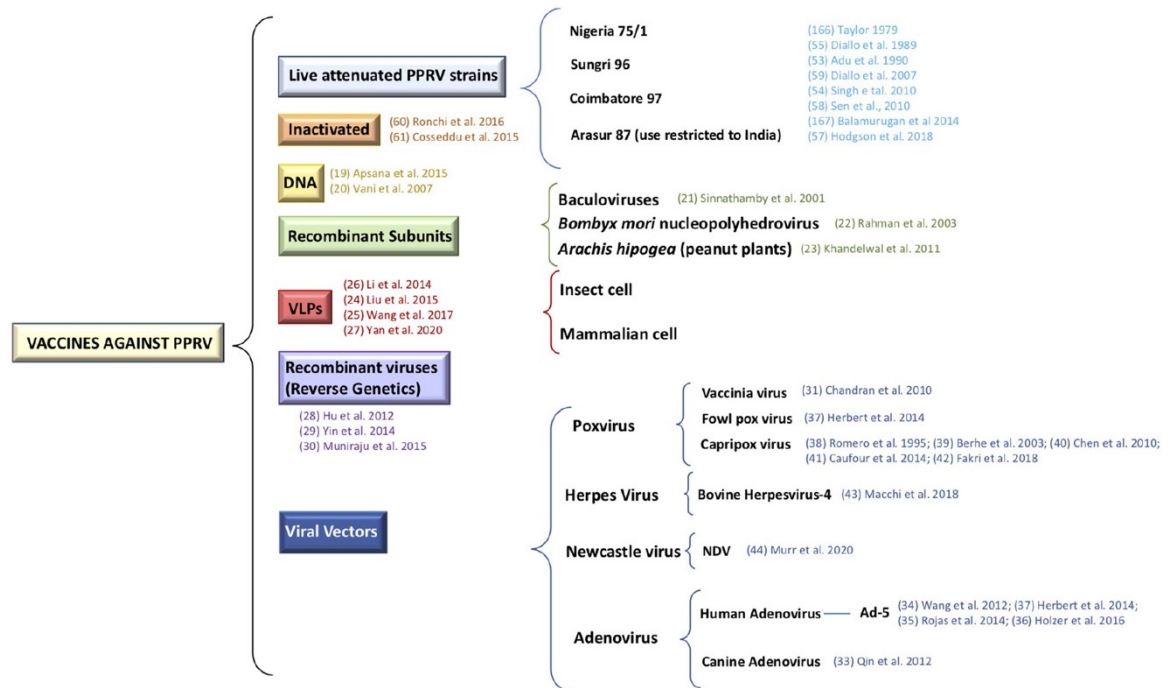 VACCINES AGAINST PPRV
Live attenuated PPRV strains
Nigeria 75/1
Sungri 96
Coimbatore 97
Arasur 87 (use restricted to India)
(166) Taylor 1979
(55) Diallo et al. 1989
(53) Adu et al. 1990
(59) Diallo et al. 2007
(54) Singh e tal. 2010
(58) Sen et al., 2010
(167) Balamurugan et al 2014
(57) Hodgson et al. 2018
Inactivated
(60) Ronchi et al. 2016
(61) Cosseddu et al. 2015
DNA
(19) Apsana et al. 2015
(20) Vani et al. 2007
Recombinant Subunits
Baculoviruses (21) Sinnathamby et al. 2001
Bombyx mori nucleopolyhedrovirus (22) Rahman et al. 2003
Arachis hipogea (peanut plants) (23) Khandelwal et al. 2011
VLPs
(26) Li et al. 2014
(24) Liu et al. 2015
(25) Wang et al. 2017
(27) Yan et al. 2020
Insect cell
Mammalian cell
Recombinant viruses
(Reverse Genetics)
(28) Hu et al. 2012
(29) Yin et al. 2014
(30) Muniraju et al. 2015
Viral Vectors
Poxvirus
Vaccinia virus (31) Chandran et al. 2010
Fowl pox virus (37) Herbert et al. 2014
Capripox virus (38) Romero et al. 1995; (39) Berhe et al. 2003; (40) Chen et al. 2010;
(41) Caufour et al. 2014; (42) Fakri et al. 2018
Herpes Virus
Bovine Herpesvirus-4 (43) Macchi et al. 2018
Newcastle virus
NDV (44) Murr et al. 2020
Adenovirus
Human Adenovirus Ad-5 (34) Wang et al. 2012; (37) Herbert et al. 2014;
(35) Rojas et al. 2014; (36) Holzer et al. 2016
Canine Adenovirus (33) Qin et al. 2012